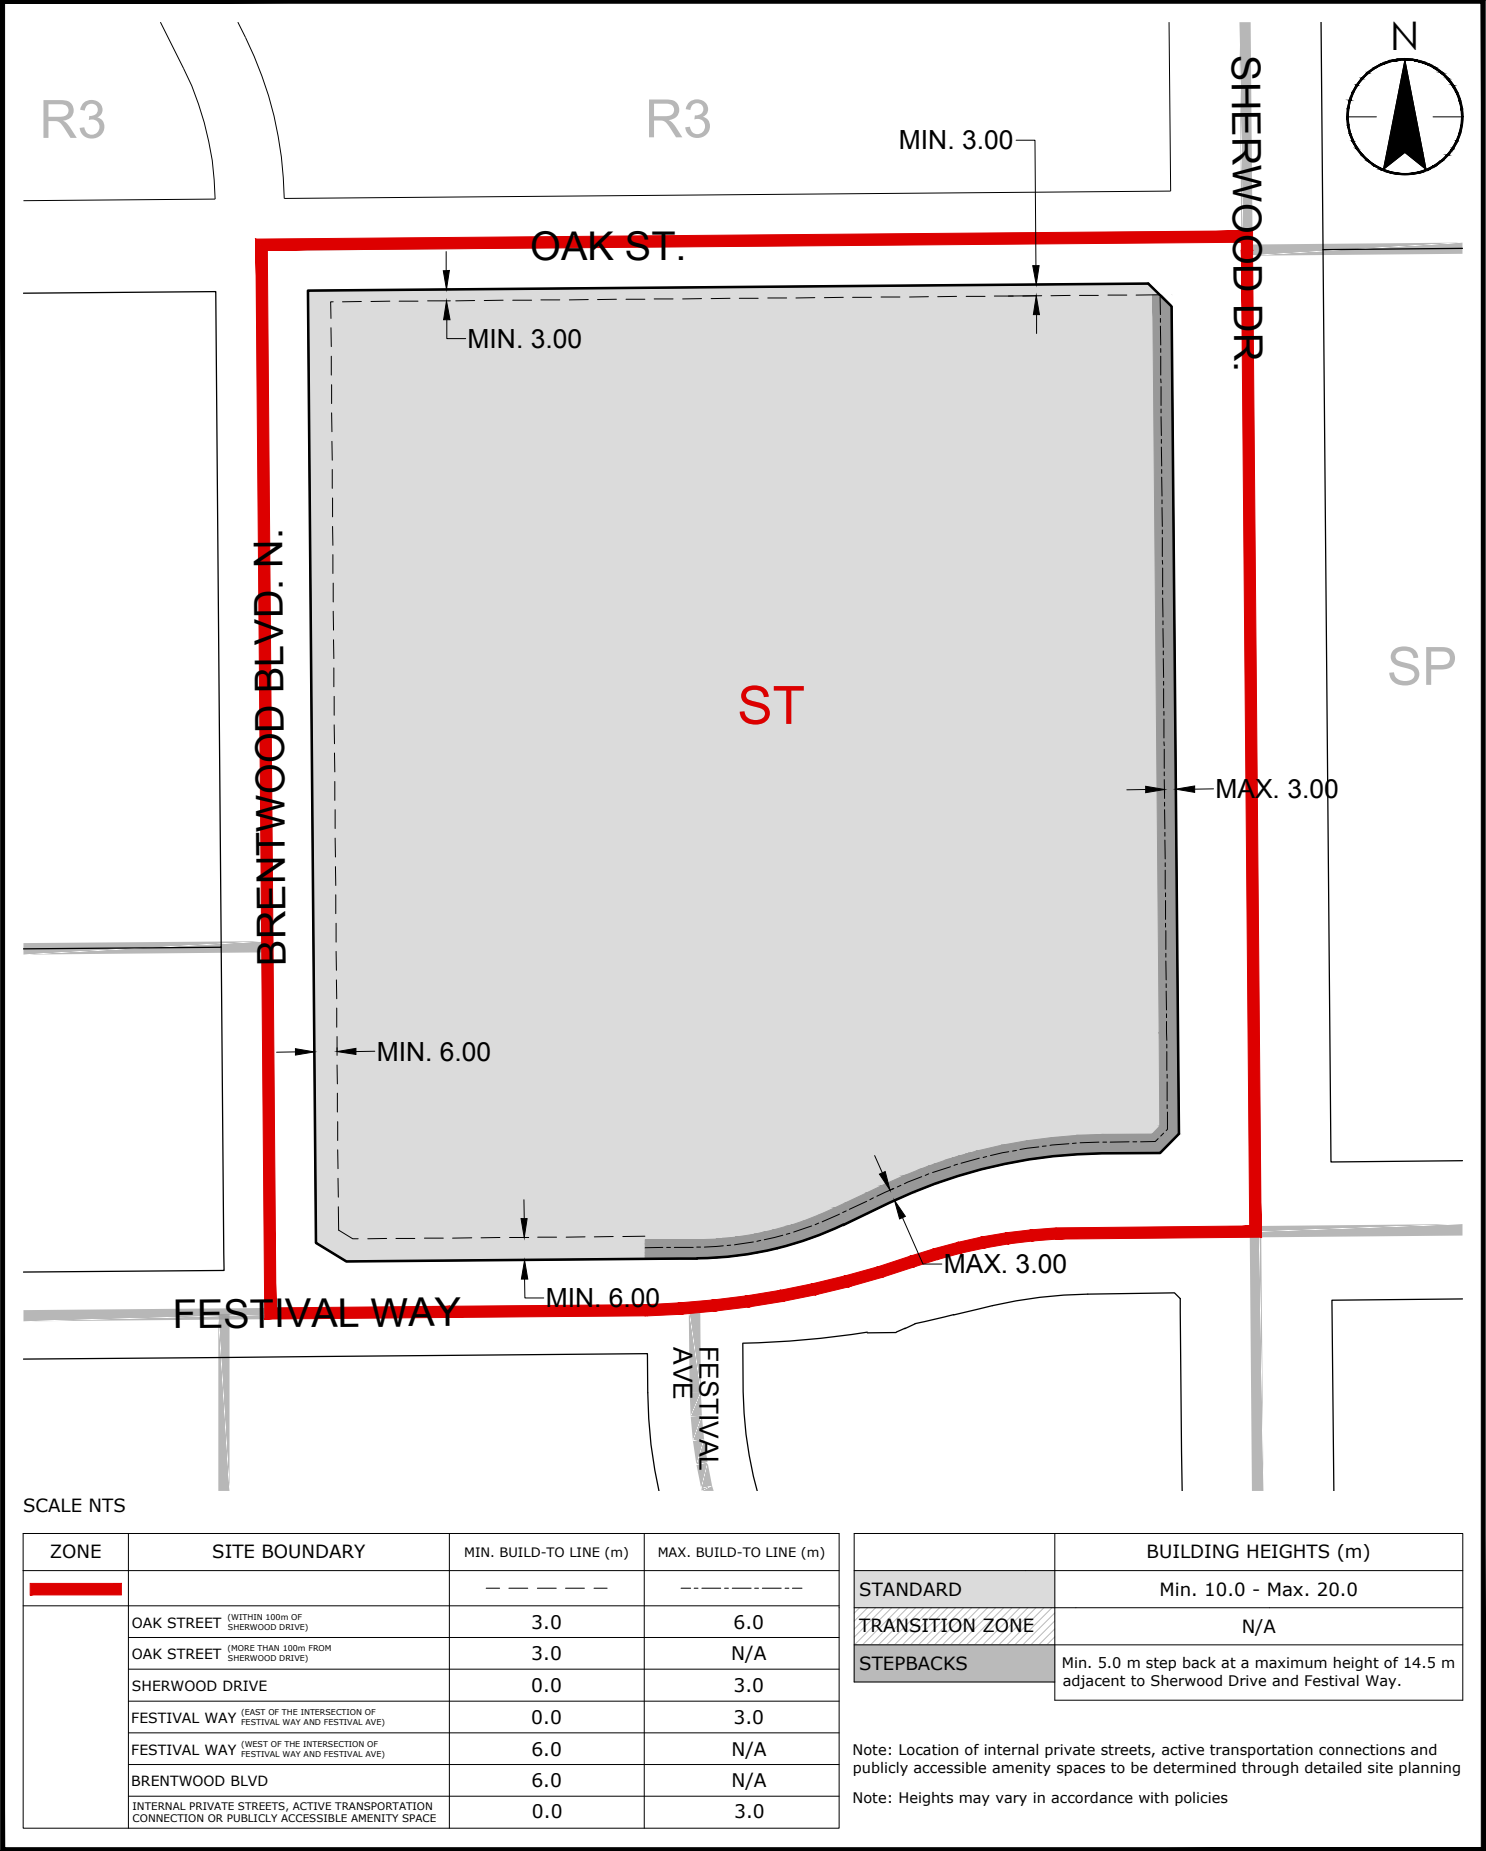 N
R3
R3
SHERWOOD DR.
MIN. 3.00
OAK ST.
MIN. 3.00
BRENTWOOD BLVD. N.
SP
ST
MAX. 3.00
MIN. 6.00
MAX. 3.00
MIN. 6.00
FESTIVAL WAY
FESTIVAL
AVE
SCALE NTS
ZONE SITE BOUNDARY MIN. BUILD-TO LINE (m) MAX. BUILD-TO LINE (m)
OAK STREET (WITHIN 100m OF SHERWOOD DRIVE) 3.0 6.0
OAK STREET (MORE THAN 100m FROM SHERWOOD DRIVE) 3.0 N/A
SHERWOOD DRIVE 0.0 3.0
FESTIVAL WAY (EAST OF THE INTERSECTION OF FESTIVAL WAY AND FESTIVAL AVE) 0.0 3.0
FESTIVAL WAY (WEST OF THE INTERSECTION OF FESTIVAL WAY AND FESTIVAL AVE) 6.0 N/A
BRENTWOOD BLVD 6.0 N/A
INTERNAL PRIVATE STREETS, ACTIVE TRANSPORTATION
CONNECTION OR PUBLICLY ACCESSIBLE AMENITY SPACE 0.0 3.0
BUILDING HEIGHTS (m)
STANDARD Min. 10.0 - Max. 20.0
TRANSITION ZONE N/A
STEPBACKS Min. 5.0 m step back at a maximum height of 14.5 m
adjacent to Sherwood Drive and Festival Way.
Note: Location of internal private streets, active transportation connections and
publicly accessible amenity spaces to be determined through detailed site planning
Note: Heights may vary in accordance with policies